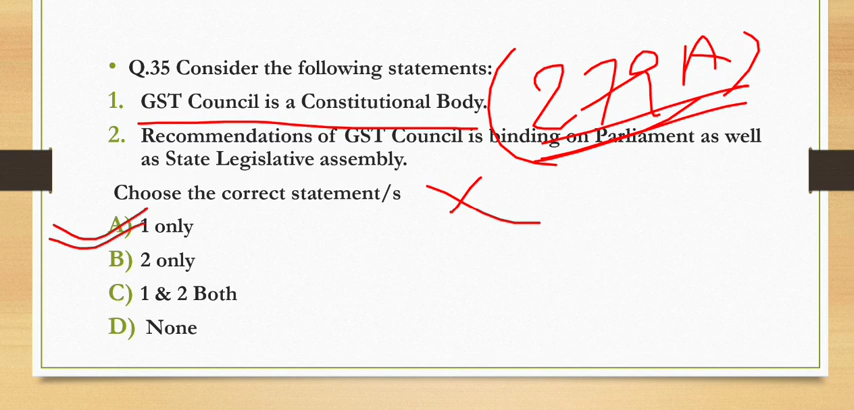 • Q.35 Consider the following statements:
(279 A)
1. GST Council is a Constitutional Body.
2. Recommendations of GST Council is binding on Parliament as well
as State Legislative assembly.
Choose the correct statement/s
A) 1 only
B) 2 only
C) 1 & 2 Both
D) None